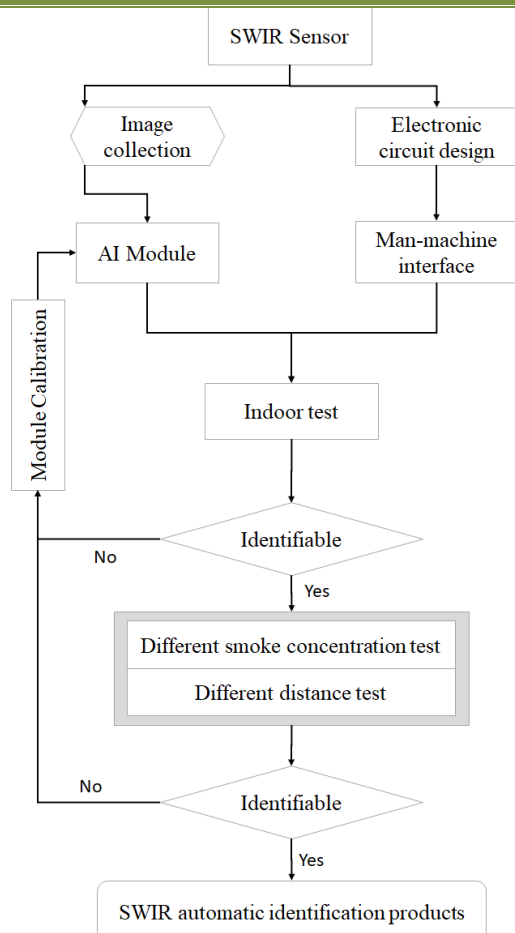 SWIR Sensor
Image
collection
Electronic
circuit design
AI Module
Man-machine
interface
Module Calibration
Indoor test
Identifiable
No
Yes
Different smoke concentration test
Different distance test
No
Identifiable
Yes
SWIR automatic identification products